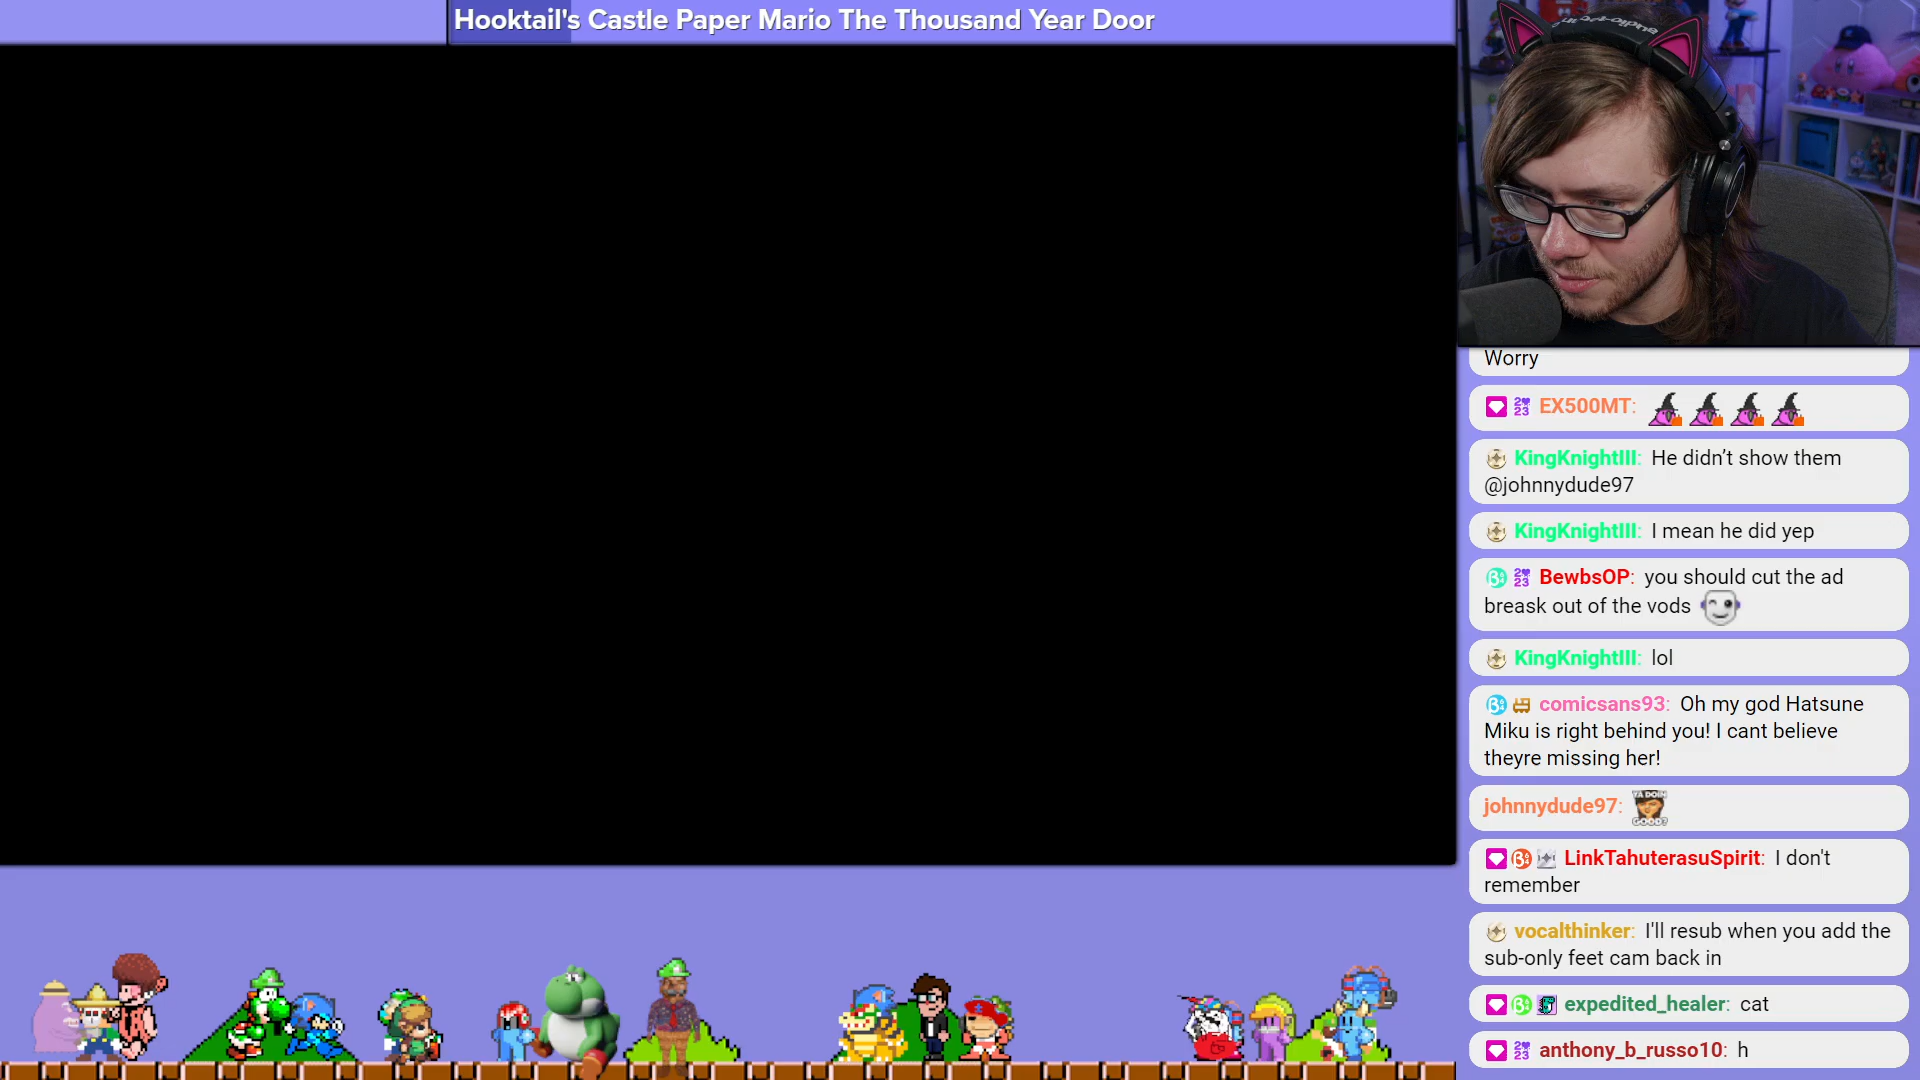 Hooktail's Castle Paper Mario The Thousand Year Door
Worry
EX500MT:
KingKnightIII: He didn’t show them
@johnnydude97
KingKnightIII: I mean he did yep
BewbsOP: you should cut the ad
breask out of the vods
KingKnightIII: lol
comicsans93: Oh my god Hatsune
Miku is right behind you! I cant believe
theyre missing her!
johnnydude97: YA DOIN GOOD?
LinkTahuterasuSpirit: I don't
remember
vocalthinker: I'll resub when you add the
sub-only feet cam back in
expedited_healer: cat
anthony_b_russo10: h